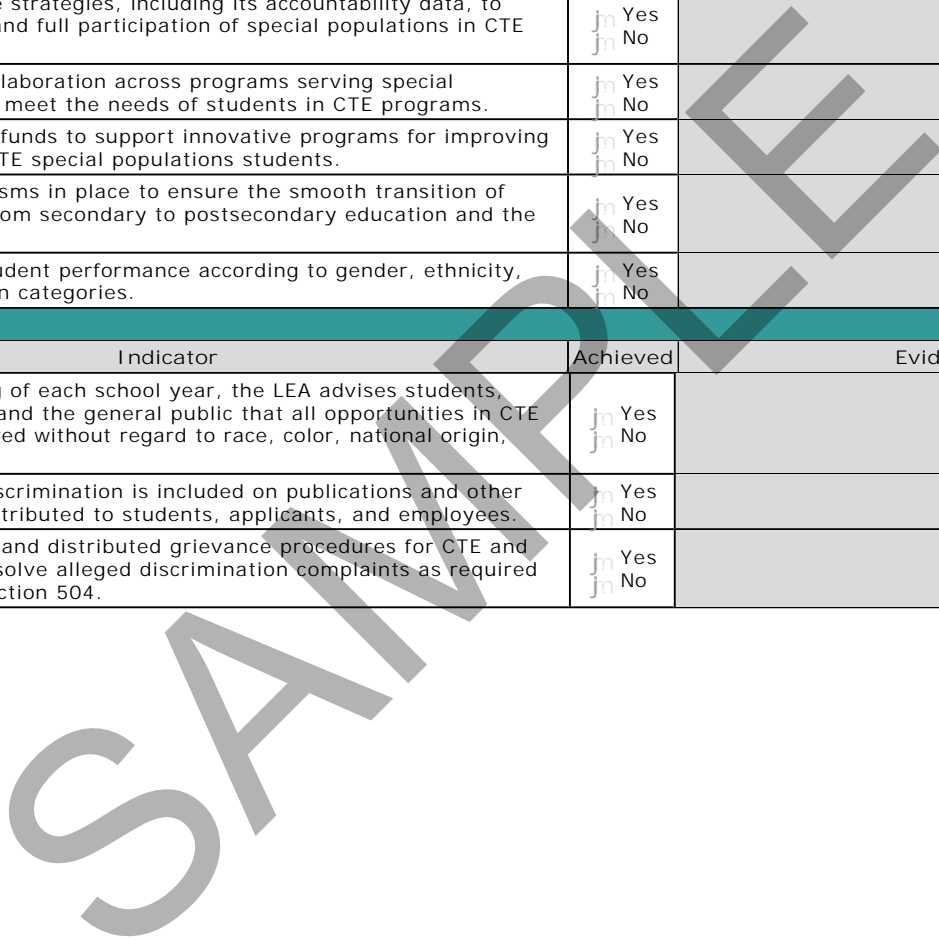 strategies, including its accountability data, to
and full participation of special populations in CTE
Yes
No
laboration across programs serving special
meet the needs of students in CTE programs.
Yes
No
funds to support innovative programs for improving
TE special populations students.
Yes
No
sms in place to ensure the smooth transition of
om secondary to postsecondary education and the
Yes
No
udent performance according to gender, ethnicity,
n categories.
Yes
No
Indicator Achieved Evid
g of each school year, the LEA advises students,
and the general public that all opportunities in CTE
red without regard to race, color, national origin,
Yes
No
scrimination is included on publications and other
tributed to students, applicants, and employees.
Yes
No
and distributed grievance procedures for CTE and
solve alleged discrimination complaints as required
ction 504.
Yes
No
SAMPLE